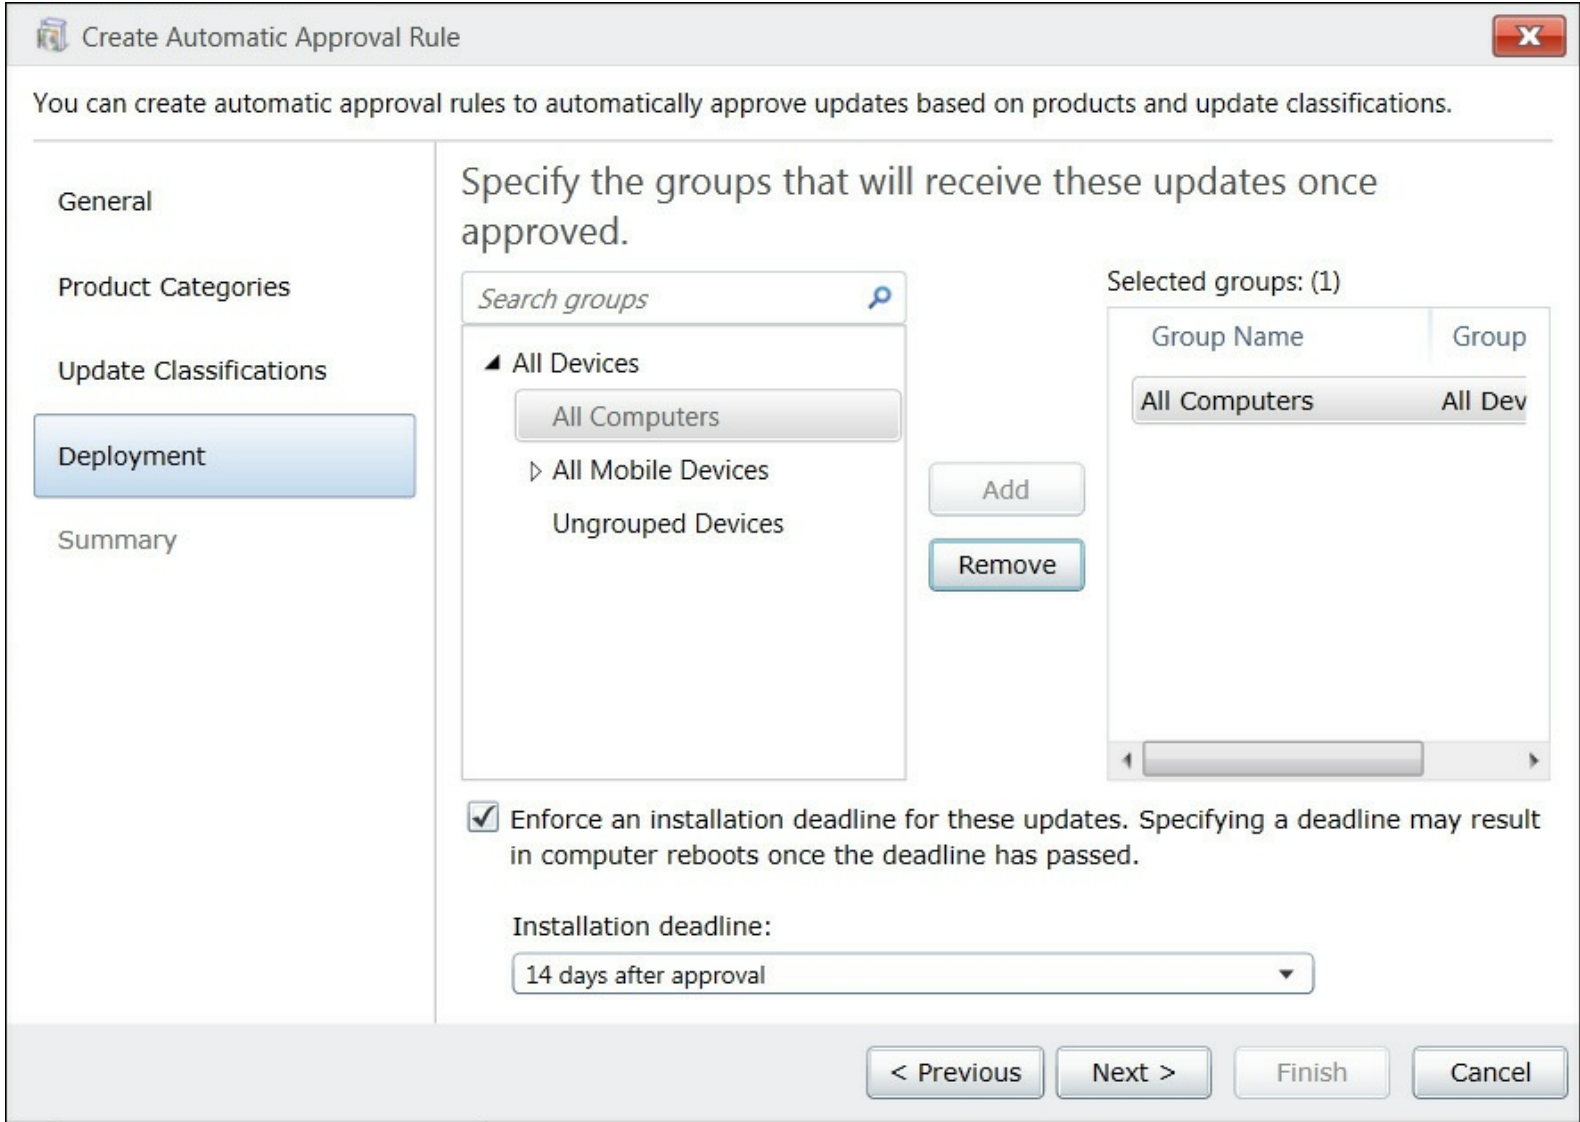 Create Automatic Approval Rule
You can create automatic approval rules to automatically approve updates based on products and update classifications.
General
Product Categories
Update Classifications
Deployment
Summary
Specify the groups that will receive these updates once
approved.
Search groups
All Devices
All Computers
All Mobile Devices
Ungrouped Devices
Add
Remove
Selected groups: (1)
Group Name Group
All Computers All Dev
Enforce an installation deadline for these updates. Specifying a deadline may result
in computer reboots once the deadline has passed.
Installation deadline:
14 days after approval
< Previous Next > Finish Cancel